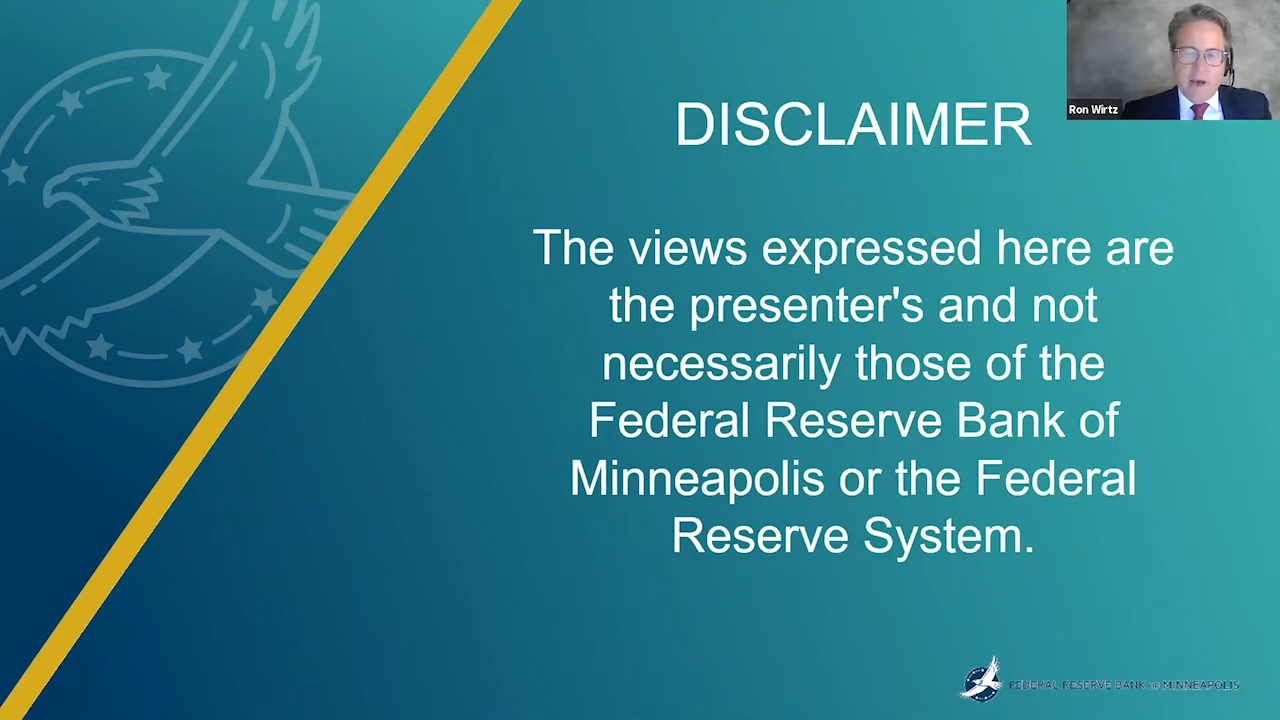 Ron Wirtz
DISCLAIMER
The views expressed here are
the presenter's and not
necessarily those of the
Federal Reserve Bank of
Minneapolis or the Federal
Reserve System.
FEDERAL RESERVE BANK OF MINNEAPOLIS